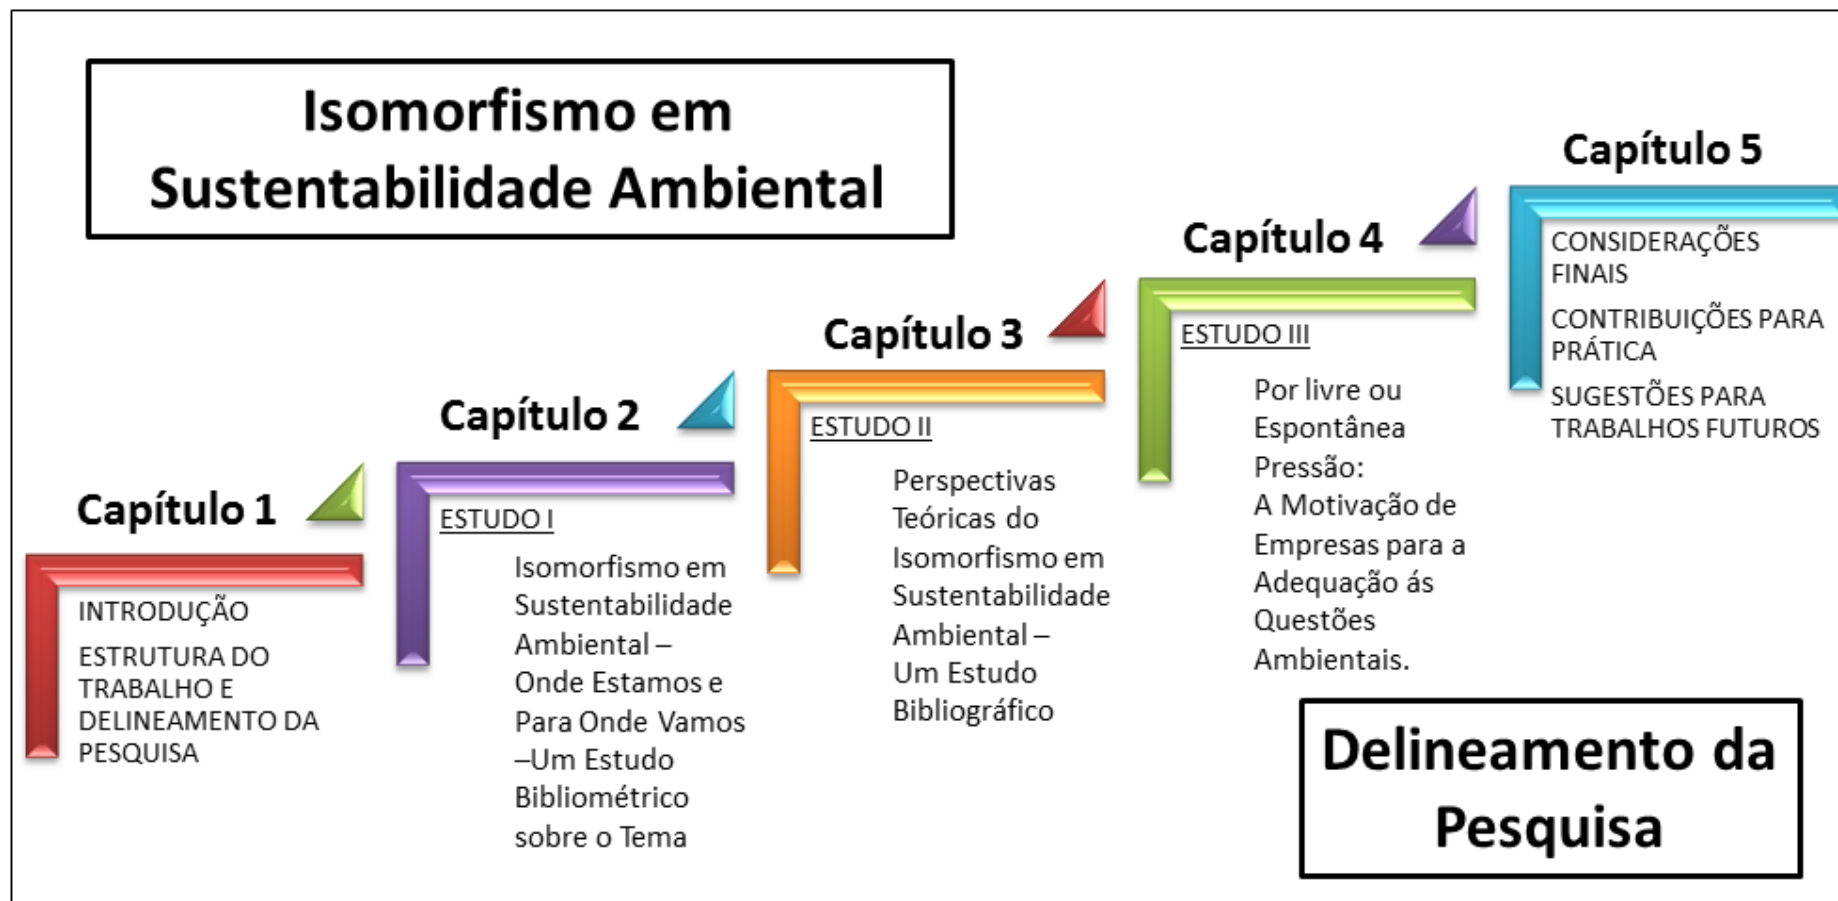 Isomorfismo em
Sustentabilidade Ambiental
Capítulo 1
INTRODUÇÃO
ESTRUTURA DO
TRABALHO E
DELINEAMENTO DA
PESQUISA
Capítulo 2
ESTUDO I
Isomorfismo em
Sustentabilidade
Ambiental –
Onde Estamos e
Para Onde Vamos
–Um Estudo
Bibliométrico
sobre o Tema
Capítulo 3
ESTUDO II
Perspectivas
Teóricas do
Isomorfismo em
Sustentabilidade
Ambiental –
Um Estudo
Bibliográfico
Capítulo 4
ESTUDO III
Por livre ou
Espontânea
Pressão:
A Motivação de
Empresas para a
Adequação ás
Questões
Ambientais.
Capítulo 5
CONSIDERAÇÕES
FINAIS
CONTRIBUIÇÕES PARA
PRÁTICA
SUGESTÕES PARA
TRABALHOS FUTUROS
Delineamento da
Pesquisa